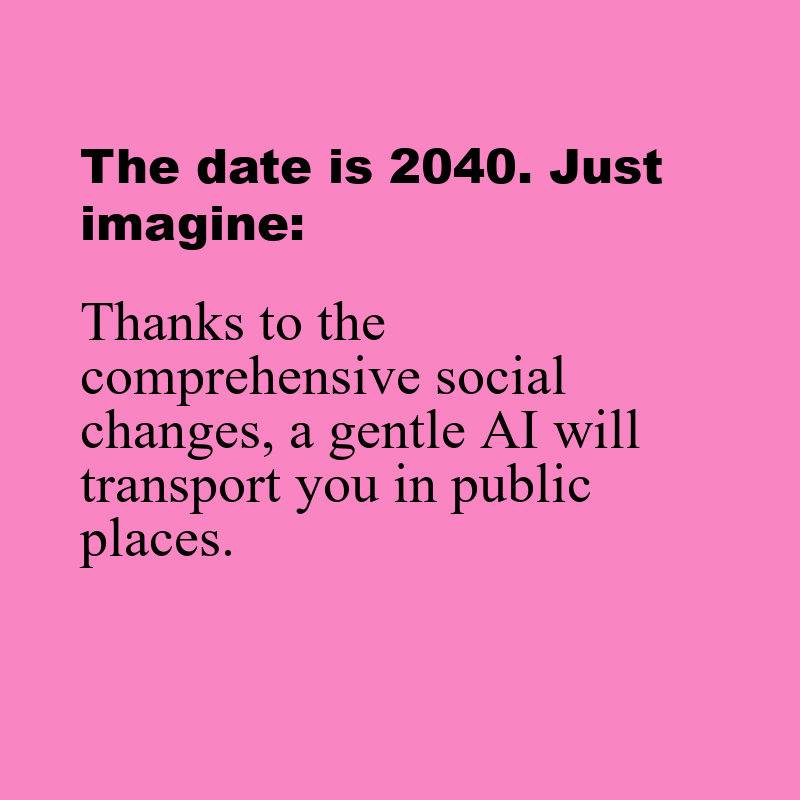 The date is 2040. Just
imagine:
Thanks to the
comprehensive social
changes, a gentle AI will
transport you in public
places.